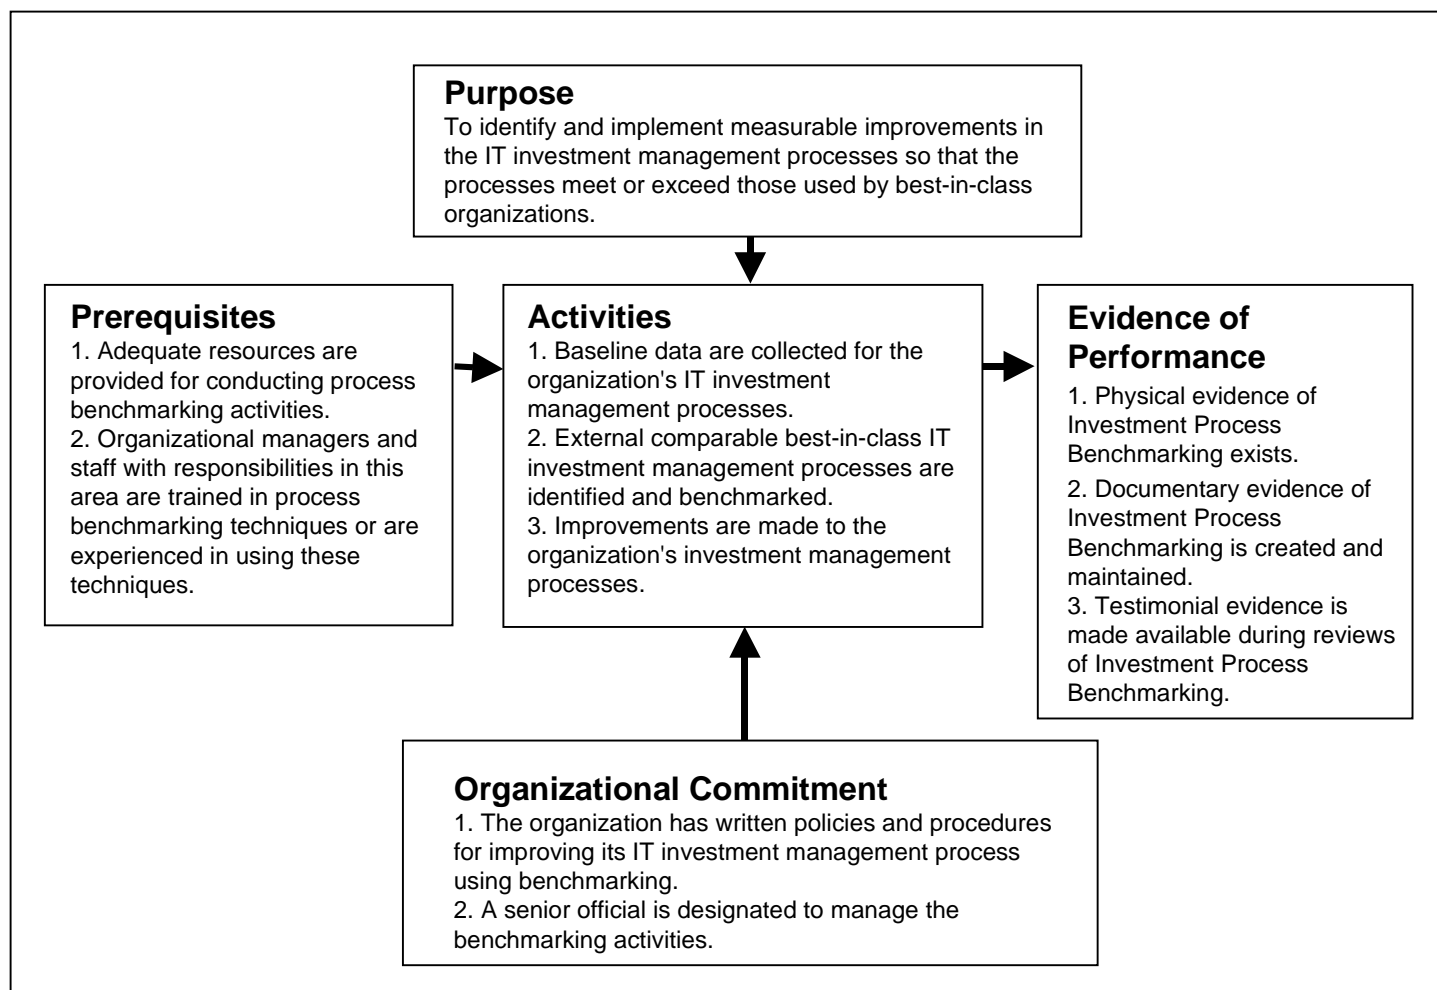 Purpose
To identify and implement measurable improvements in
the IT investment management processes so that the
processes meet or exceed those used by best-in-class
organizations.
Prerequisites
1. Adequate resources are
provided for conducting process
benchmarking activities.
2. Organizational managers and
staff with responsibilities in this
area are trained in process
benchmarking techniques or are
experienced in using these
techniques.
Activities
1. Baseline data are collected for the
organization's IT investment
management processes.
2. External comparable best-in-class IT
investment management processes are
identified and benchmarked.
3. Improvements are made to the
organization's investment management
processes.
Evidence of
Performance
1. Physical evidence of
Investment Process
Benchmarking exists.
2. Documentary evidence of
Investment Process
Benchmarking is created and
maintained.
3. Testimonial evidence is
made available during reviews
of Investment Process
Benchmarking.
Organizational Commitment
1. The organization has written policies and procedures
for improving its IT investment management process
using benchmarking.
2. A senior official is designated to manage the
benchmarking activities.